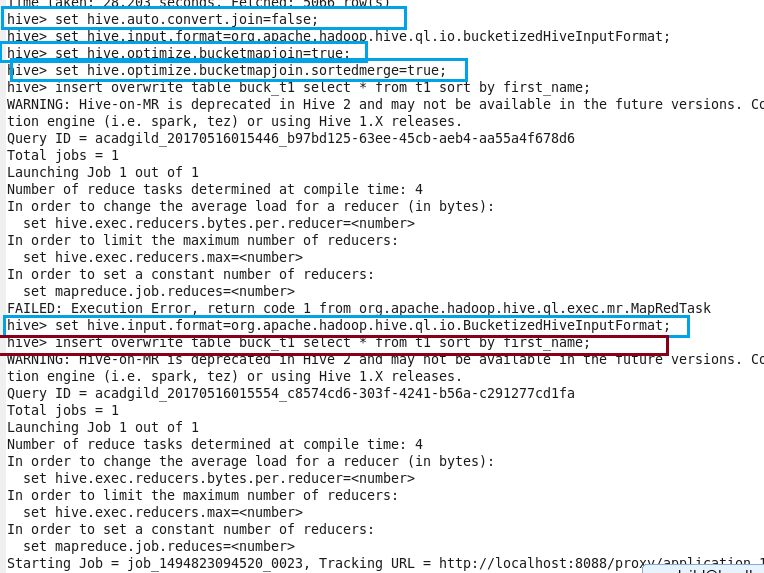 Time taken: 28.203 seconds, Fetched: 5066 row(s)
hive> set hive.auto.convert.join=false;
hive> set hive.input.format=org.apache.hadoop.hive.ql.io.bucketizedHiveInputFormat;
hive> set hive.optimize.bucketmapjoin=true;
hive> set hive.optimize.bucketmapjoin.sortedmerge=true;
hive> insert overwrite table buck_t1 select * from t1 sort by first_name;
WARNING: Hive-on-MR is deprecated in Hive 2 and may not be available in the future versions. Co
tion engine (i.e. spark, tez) or using Hive 1.X releases.
Query ID = acadgild_20170516015446_b97bd125-63ee-45cb-aeb4-aa55a4f678d6
Total jobs = 1
Launching Job 1 out of 1
Number of reduce tasks determined at compile time: 4
In order to change the average load for a reducer (in bytes):
  set hive.exec.reducers.bytes.per.reducer=<number>
In order to limit the maximum number of reducers:
  set hive.exec.reducers.max=<number>
In order to set a constant number of reducers:
  set mapreduce.job.reduces=<number>
FAILED: Execution Error, return code 1 from org.apache.hadoop.hive.ql.exec.mr.MapRedTask
hive> set hive.input.format=org.apache.hadoop.hive.ql.io.BucketizedHiveInputFormat;
hive> insert overwrite table buck_t1 select * from t1 sort by first_name;
WARNING: Hive-on-MR is deprecated in Hive 2 and may not be available in the future versions. Co
tion engine (i.e. spark, tez) or using Hive 1.X releases.
Query ID = acadgild_20170516015554_c8574cd6-303f-4241-b56a-c291277cd1fa
Total jobs = 1
Launching Job 1 out of 1
Number of reduce tasks determined at compile time: 4
In order to change the average load for a reducer (in bytes):
  set hive.exec.reducers.bytes.per.reducer=<number>
In order to limit the maximum number of reducers:
  set hive.exec.reducers.max=<number>
In order to set a constant number of reducers:
  set mapreduce.job.reduces=<number>
Starting Job = job_1494823094520_0023, Tracking URL = http://localhost:8088/proxy/application_1